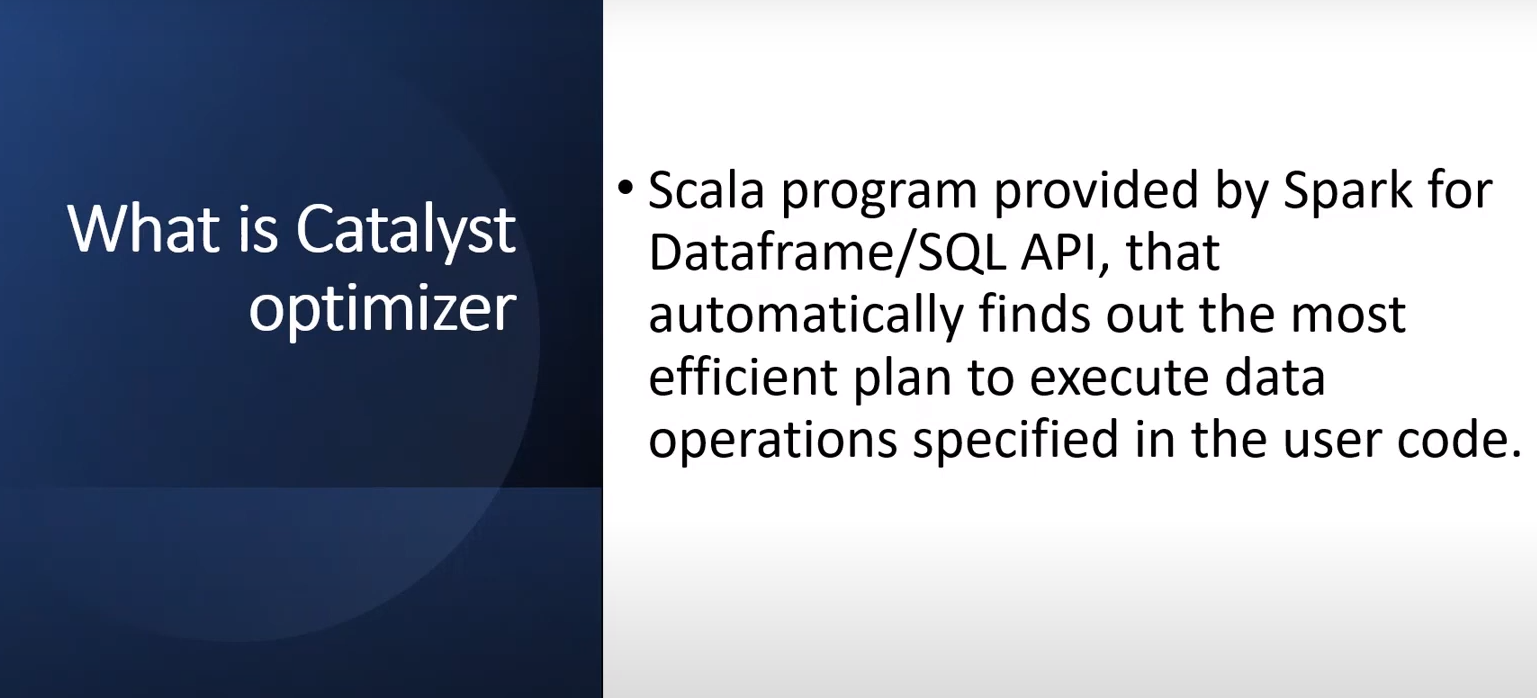 What is Catalyst
optimizer
• Scala program provided by Spark for
Dataframe/SQL API, that
automatically finds out the most
efficient plan to execute data
operations specified in the user code.